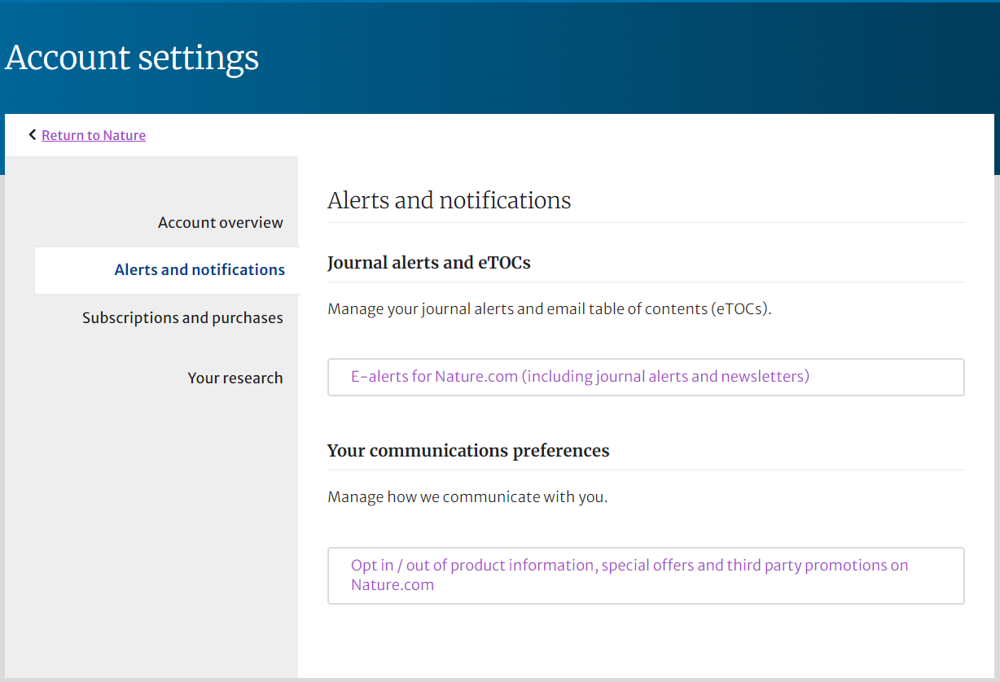 Account settings
Return to Nature
Account overview
Alerts and notifications
Subscriptions and purchases
Your research
Alerts and notifications
Journal alerts and eTOCs
Manage your journal alerts and email table of contents (eTOCs).
E-alerts for Nature.com (including journal alerts and newsletters)
Your communications preferences
Manage how we communicate with you.
Opt in / out of product information, special offers and third party promotions on
Nature.com